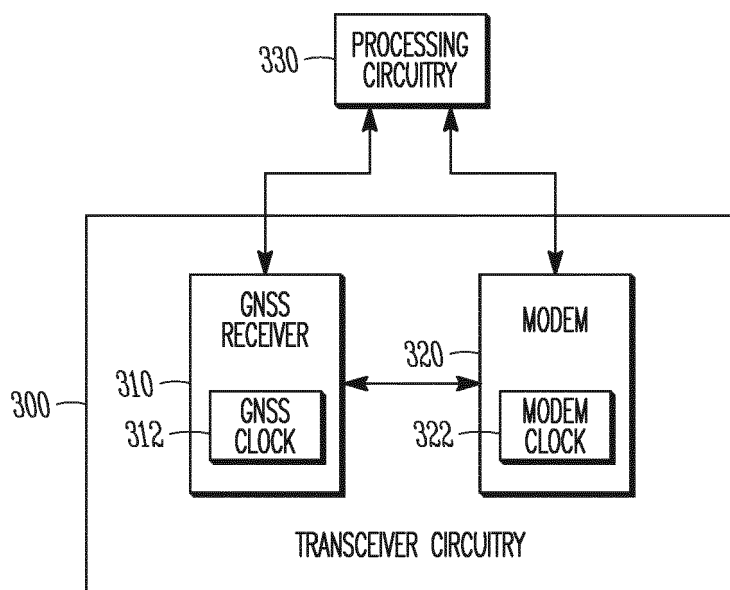 PROCESSING
CIRCUITRY
330
GNSS
RECEIVER
MODEM
320
310
300
GNSS
CLOCK
312
MODEM
CLOCK
322
TRANSCEIVER CIRCUITRY